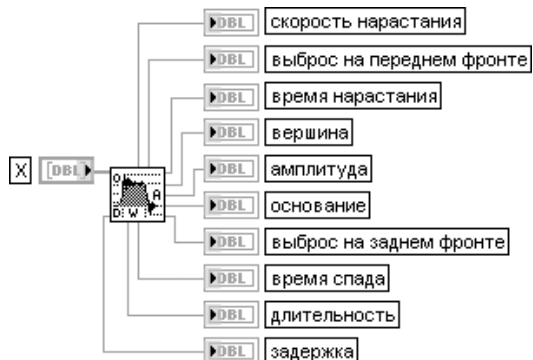 DBL скорость нарастания
DBL выброс на переднем фронте
DBL время нарастания
DBL вершина
X [DBL] DBL амплитуда
DBL основание
DBL выброс на заднем фронте
DBL время спада
DBL длительность
DBL задержка
O
A
D W